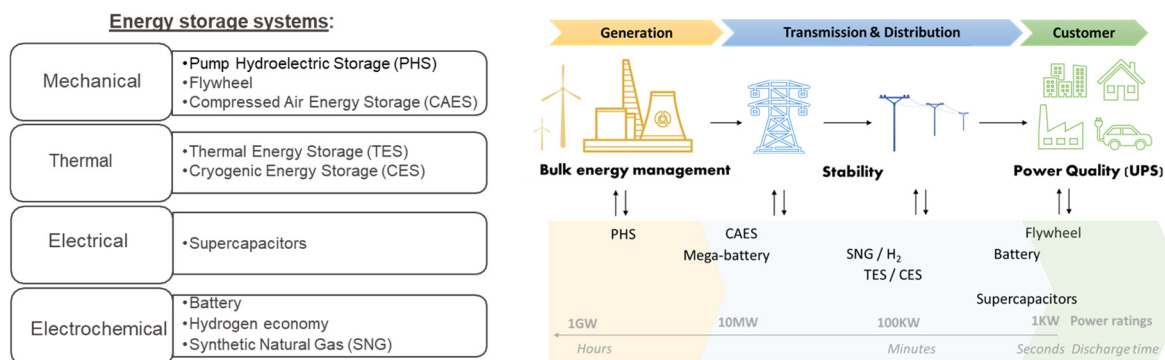 Energy storage systems:
Mechanical
•Pump Hydroelectric Storage (PHS)
•Flywheel
•Compressed Air Energy Storage (CAES)
Thermal
•Thermal Energy Storage (TES)
•Cryogenic Energy Storage (CES)
Electrical
•Supercapacitors
Electrochemical
•Battery
•Hydrogen economy
•Synthetic Natural Gas (SNG)
Generation
Transmission & Distribution
Customer
Bulk energy management
Stability
Power Quality (UPS)
PHS
CAES
Mega-battery
SNG / H₂
TES / CES
Flywheel
Battery
Supercapacitors
1GW 10MW 100KW 1KW Power ratings
Hours Minutes Seconds Discharge time